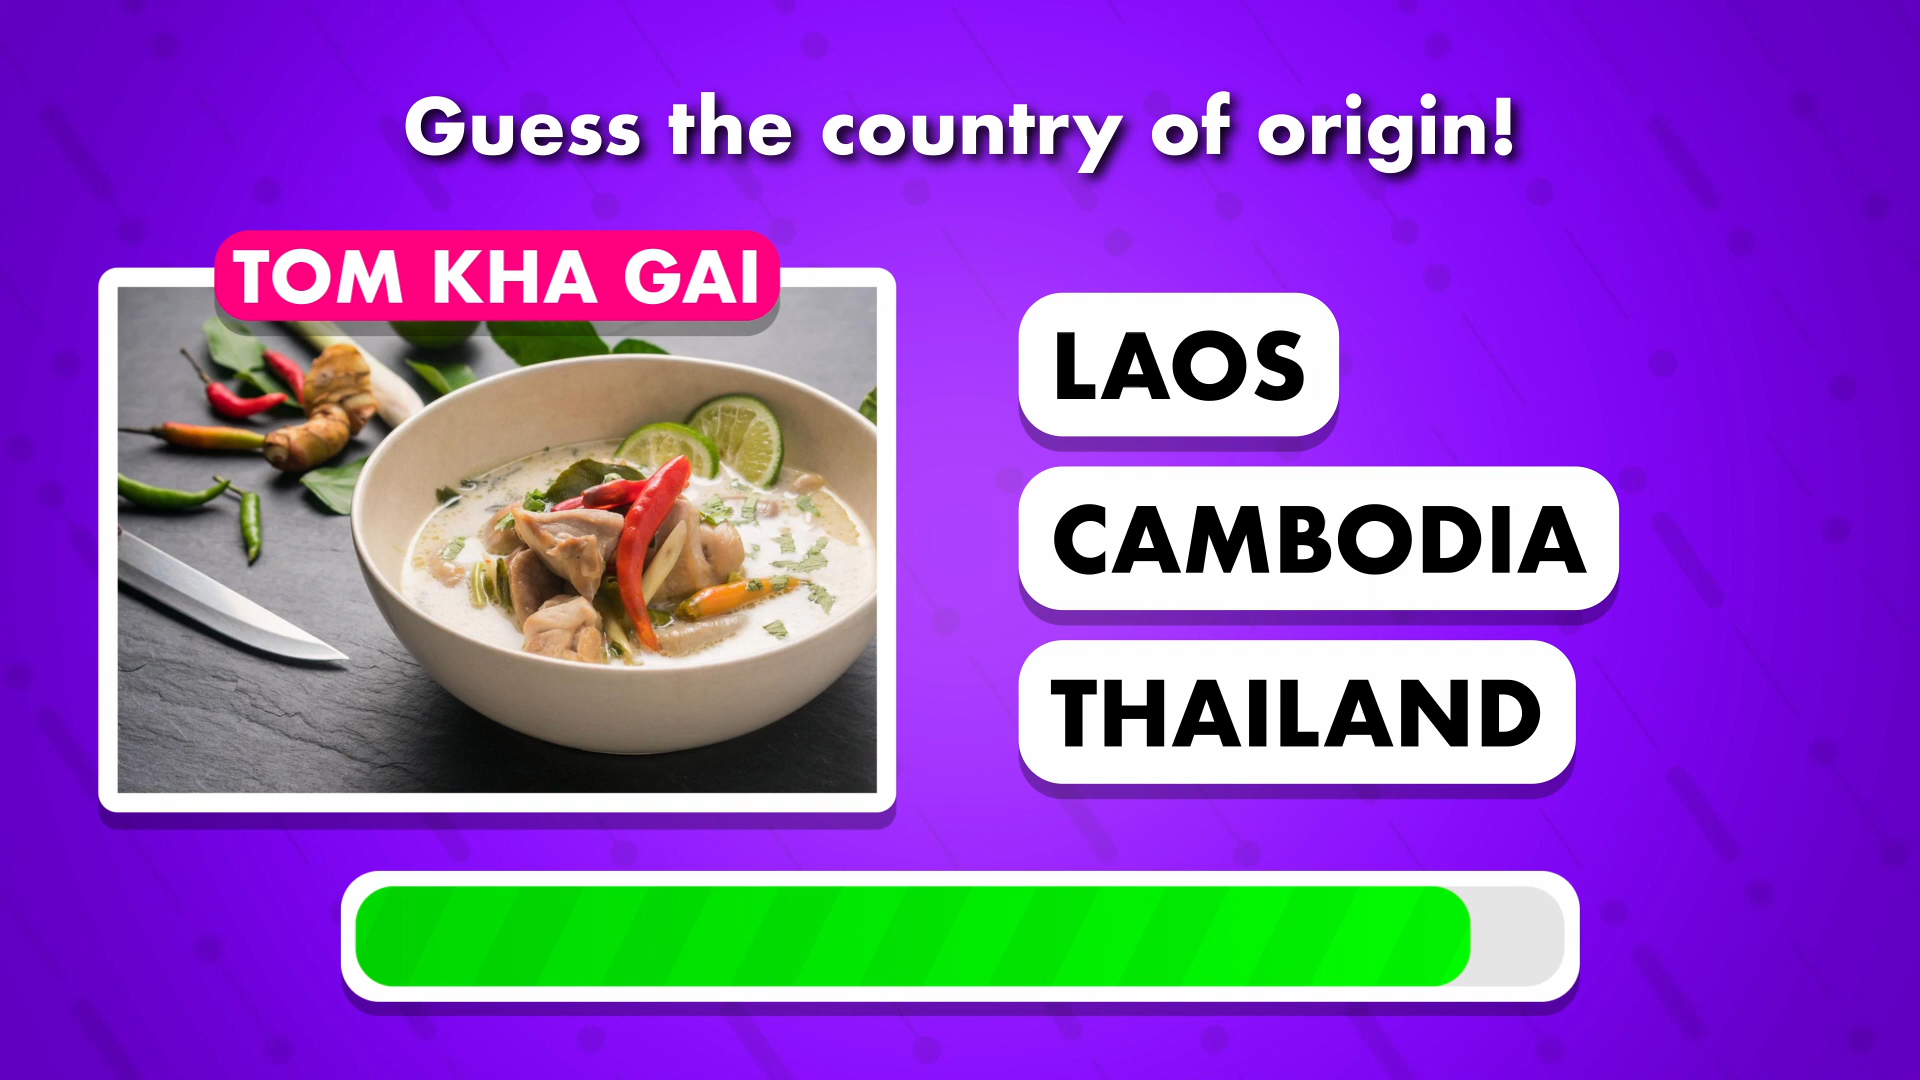 Guess the country of origin!
TOM KHA GAI
LAOS
CAMBODIA
THAILAND